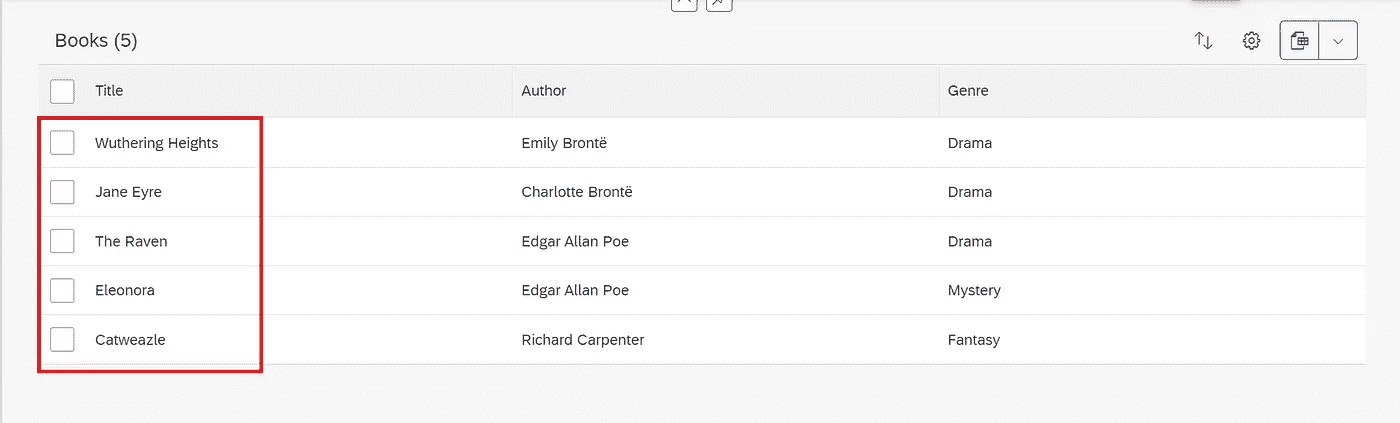 Books (5)
Title Author Genre
Wuthering Heights Emily Brontë Drama
Jane Eyre Charlotte Brontë Drama
The Raven Edgar Allan Poe Drama
Eleonora Edgar Allan Poe Mystery
Catweazle Richard Carpenter Fantasy